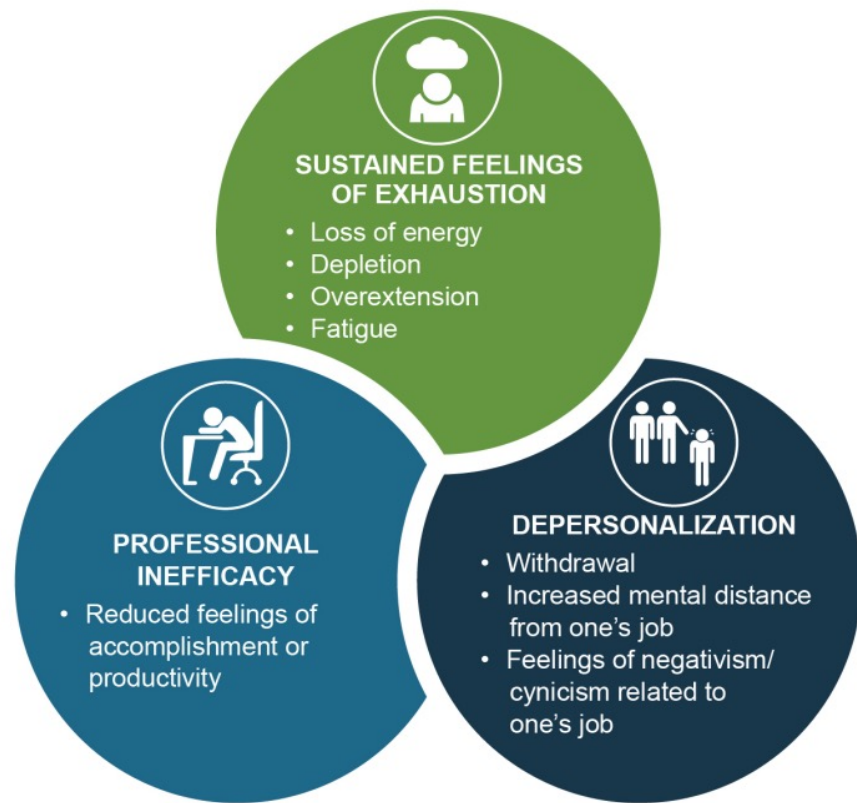 SUSTAINED FEELINGS
OF EXHAUSTION
• Loss of energy
• Depletion
• Overextension
• Fatigue
PROFESSIONAL
INEFFICACY
• Reduced feelings of
accomplishment or
productivity
DEPERSONALIZATION
• Withdrawal
• Increased mental distance
from one’s job
• Feelings of negativism/
cynicism related to
one’s job